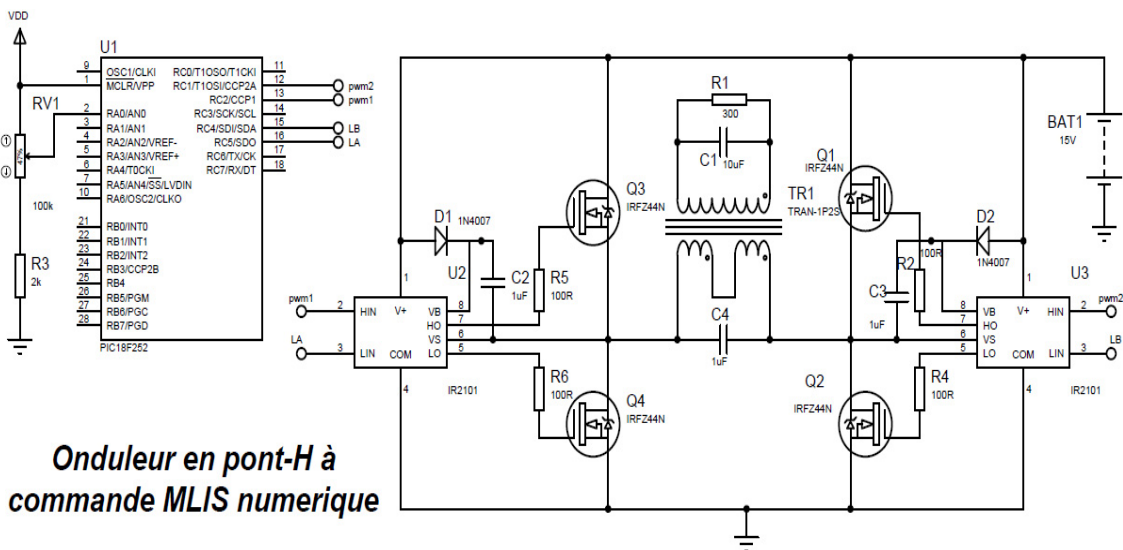 VDD
U1
9 OSC1/CLKI
1 MCLR/VPP
2 RA0/AN0
3 RA1/AN1
4 RA2/AN2/VREF-
5 RA3/AN3/VREF+
6 RA4/T0CKI
7 RA5/AN4/SS/LVDIN
10 RA6/OSC2/CLKO
21 RB0/INT0
22 RB1/INT1
23 RB2/INT2
24 RB3/CCP2B
25 RB4
26 RB5/PGM
27 RB6/PGC
28 RB7/PGD
RC0/T1OSO/T1CKI 11
RC1/T1OSI/CCP2A 12 pwm2
RC2/CCP1 13 pwm1
RC3/SCK/SCL 14
RC4/SDI/SDA 15 LB
RC5/SDO 16 LA
RC6/TX/CK 17
RC7/RX/DT 18
PIC18F252
RV1
47%
100k
R3
2k
R1
300
C1
10uF
TR1
TRAN-1P2S
Q1
IRFZ44N
BAT1
15V
Q3
IRFZ44N
D1
1N4007
D2
1N4007
U2
C2
1uF
R5
100R
100R
R2
C3
1uF
U3
pwm1
2 HIN
V+
1
VB 8
HO 7
VS 6
LO 5
LA
3 LIN
COM
4
IR2101
C4
1uF
1
8 VB
7 HO
6 VS
5 LO
V+
HIN 2
pwm2
COM
LIN 3
LB
4
IR2101
R6
100R
Q4
IRFZ44N
Q2
IRFZ44N
R4
100R
Onduleur en pont-H à
commande MLIS numerique